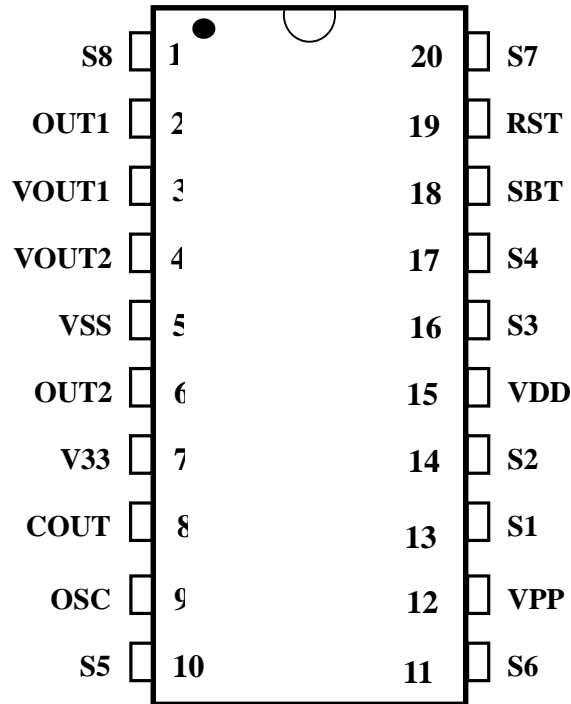 S8 1 20 S7
OUT1 2 19 RST
VOUT1 3 18 SBT
VOUT2 4 17 S4
VSS 5 16 S3
OUT2 6 15 VDD
V33 7 14 S2
COUT 8 13 S1
OSC 9 12 VPP
S5 10 11 S6